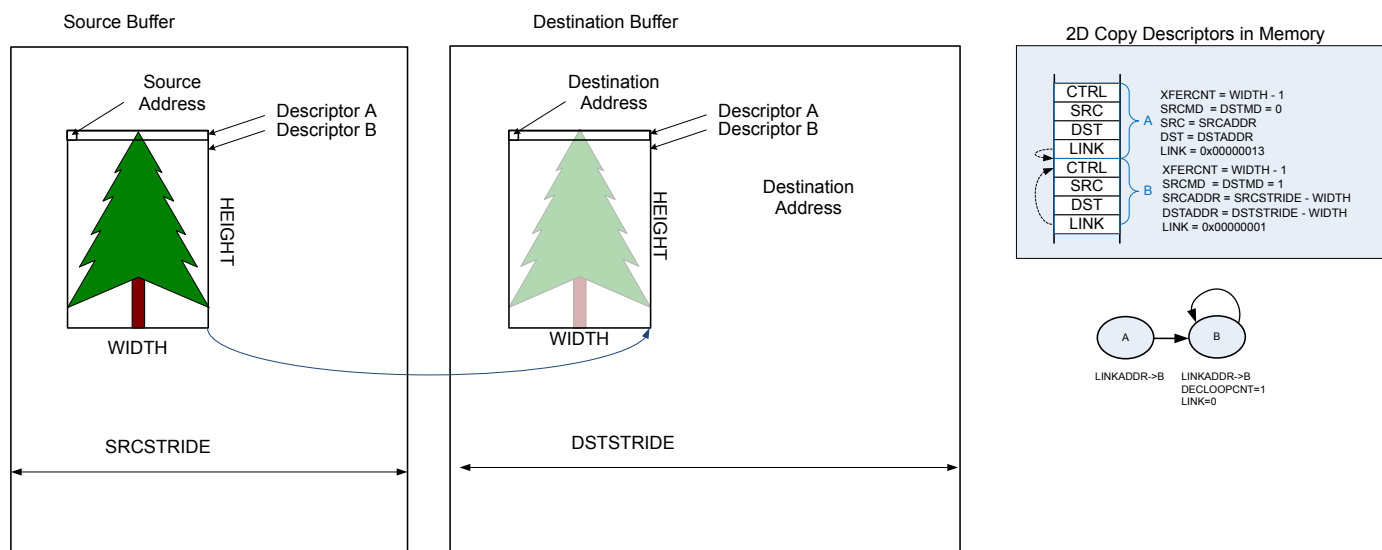 Source Buffer
Source
Address
Descriptor A
Descriptor B
HEIGHT
WIDTH
SRCSTRIDE
Destination Buffer
Destination
Address
Descriptor A
Descriptor B
HEIGHT
Destination
Address
WIDTH
DSTSTRIDE
2D Copy Descriptors in Memory
CTRL
SRC
DST
LINK
A
XFERCNT = WIDTH - 1
SRCMD = DSTMD = 0
SRC = SRCADDR
DST = DSTADDR
LINK = 0x00000013
CTRL
SRC
DST
LINK
B
XFERCNT = WIDTH - 1
SRCMD = DSTMD = 1
SRCADDR = SRCSTRIDE - WIDTH
DSTADDR = DSTSTRIDE - WIDTH
LINK = 0x00000001
A
B
LINKADDR->B
LINKADDR->B
DECLOOPCNT=1
LINK=0